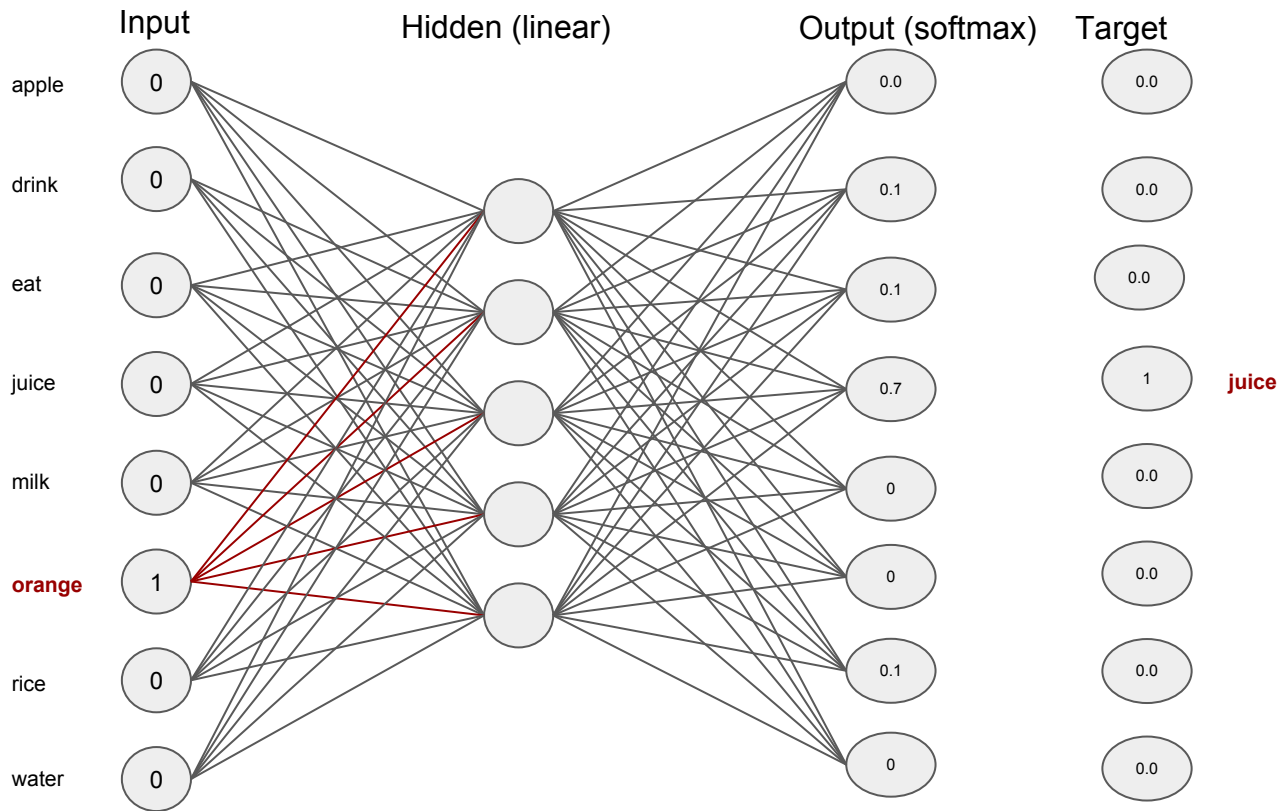 Input Hidden (linear) Output (softmax) Target
apple 0 0.0 0.0
drink 0 0.1 0.0
eat 0 0.1 0.0
juice 0 0.7 1 juice
milk 0 0 0.0
orange 1 0 0.0
rice 0 0.1 0.0
water 0 0 0.0